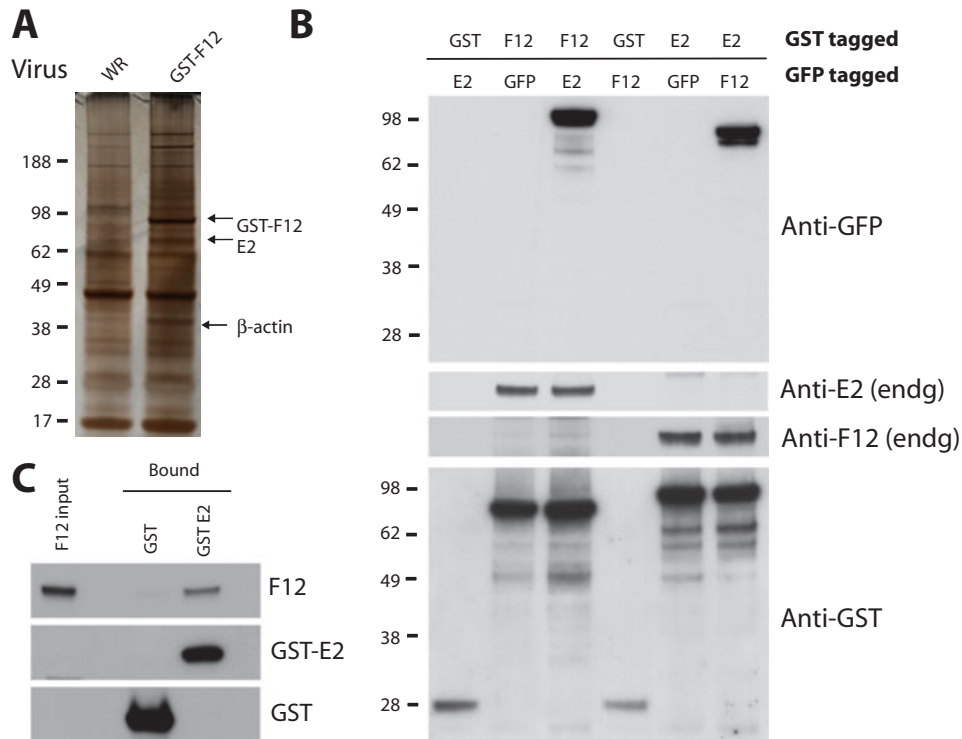 A
Virus
WR
GST-F12
188
98
62
49
38
28
17
GST-F12
E2
β-actin
B
GST F12 F12 GST E2 E2 GST tagged
E2 GFP E2 F12 GFP F12 GFP tagged
98
62
49
38
28
Anti-GFP
Anti-E2 (endg)
Anti-F12 (endg)
98
62
49
38
28
Anti-GST
C
Bound
F12 input
GST
GST E2
F12
GST-E2
GST